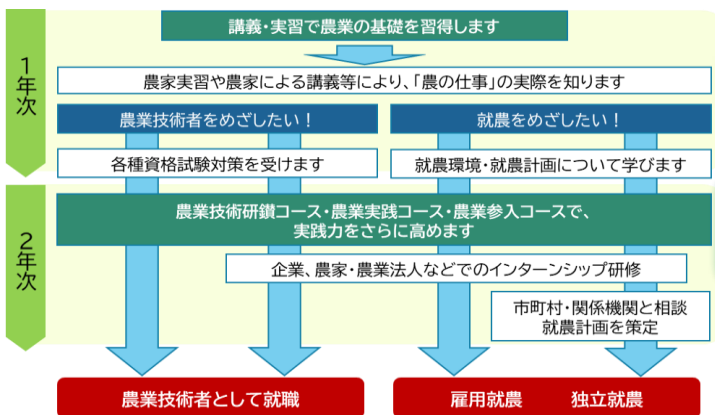 講義・実習で農業の基礎を習得します
1年次
農家実習や農家による講義等により、「農の仕事」の実際を知ります
農業技術者をめざしたい！
就農をめざしたい！
各種資格試験対策を受けます
就農環境・就農計画について学びます
2年次
農業技術研鑽コース・農業実践コース・農業参入コースで、
実践力をさらに高めます
企業、農家・農業法人などでのインターンシップ研修
市町村・関係機関と相談
就農計画を策定
農業技術者として就職
雇用就農 独立就農